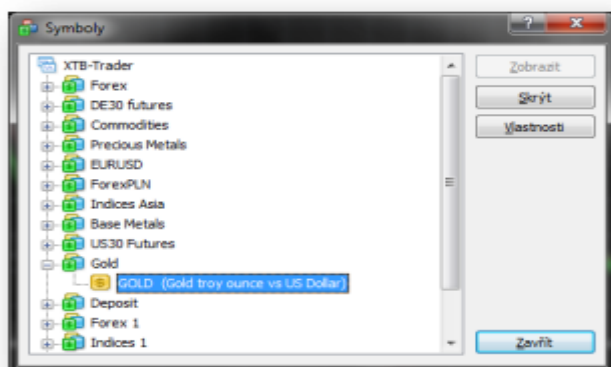 Symboly
XTB-Trader
Forex
DE30 futures
Commodities
Precious Metals
EURUSD
ForexPLN
Indices Asia
Base Metals
US30 Futures
Gold
GOLD (Gold troy ounce vs US Dollar)
Deposit
Forex 1
Indices 1
Zobrazit
Skrýt
Vlastnosti
Zavřít